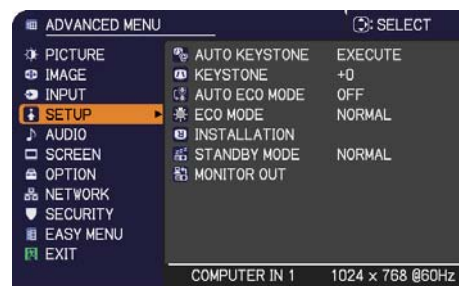 ADVANCED MENU
: SELECT
PICTURE
AUTO KEYSTONE EXECUTE
IMAGE
KEYSTONE +0
INPUT
AUTO ECO MODE OFF
SETUP
ECO MODE NORMAL
AUDIO
INSTALLATION
SCREEN
STANDBY MODE NORMAL
OPTION
MONITOR OUT
NETWORK
SECURITY
EASY MENU
EXIT
COMPUTER IN 1 1024 x 768 @60Hz